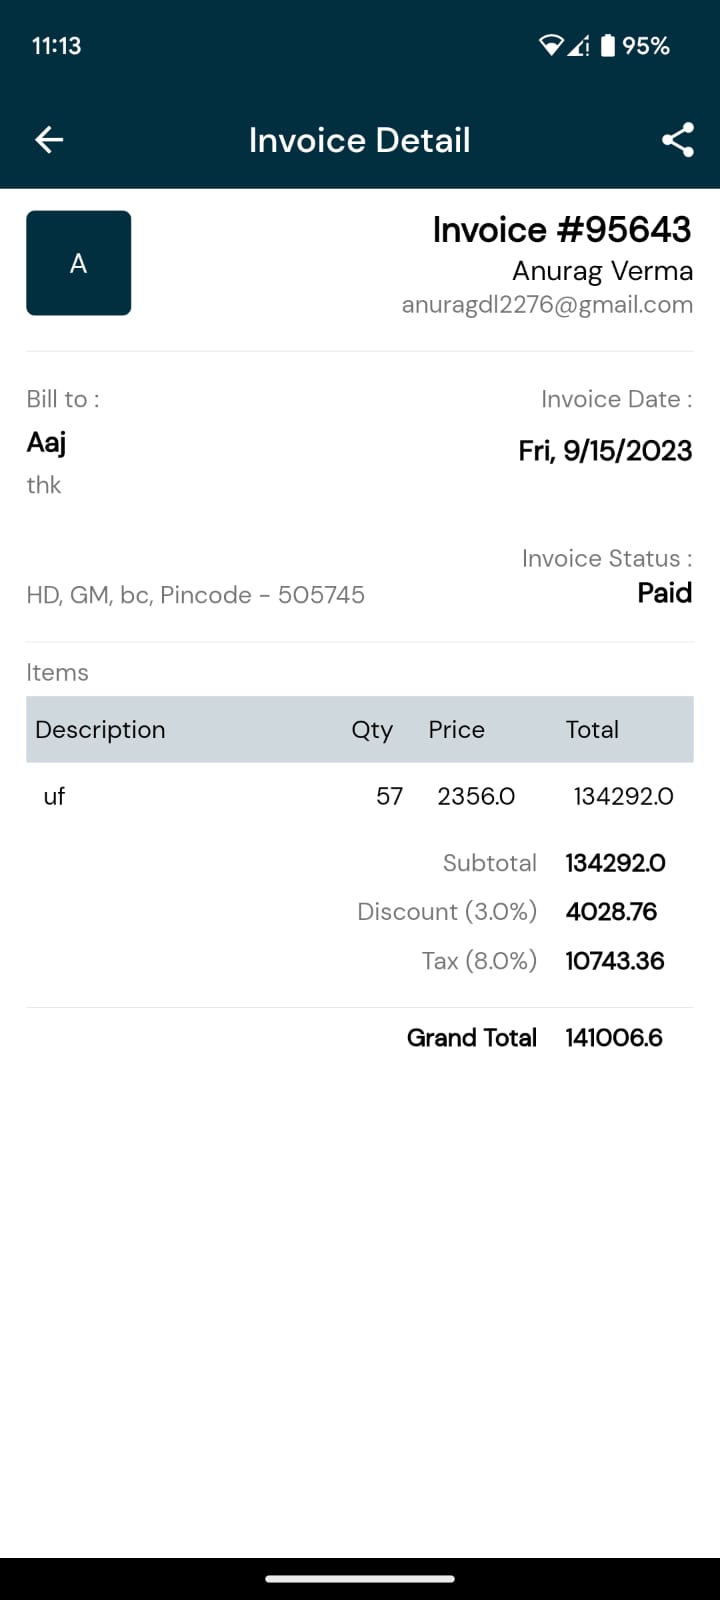 11:13 95%
Invoice Detail
A
Invoice #95643
Anurag Verma
anuragdl2276@gmail.com
Bill to :
Aaj
thk
Invoice Date :
Fri, 9/15/2023
HD, GM, bc, Pincode - 505745
Invoice Status :
Paid
Items
Description Qty Price Total
uf 57 2356.0 134292.0
Subtotal 134292.0
Discount (3.0%) 4028.76
Tax (8.0%) 10743.36
Grand Total 141006.6